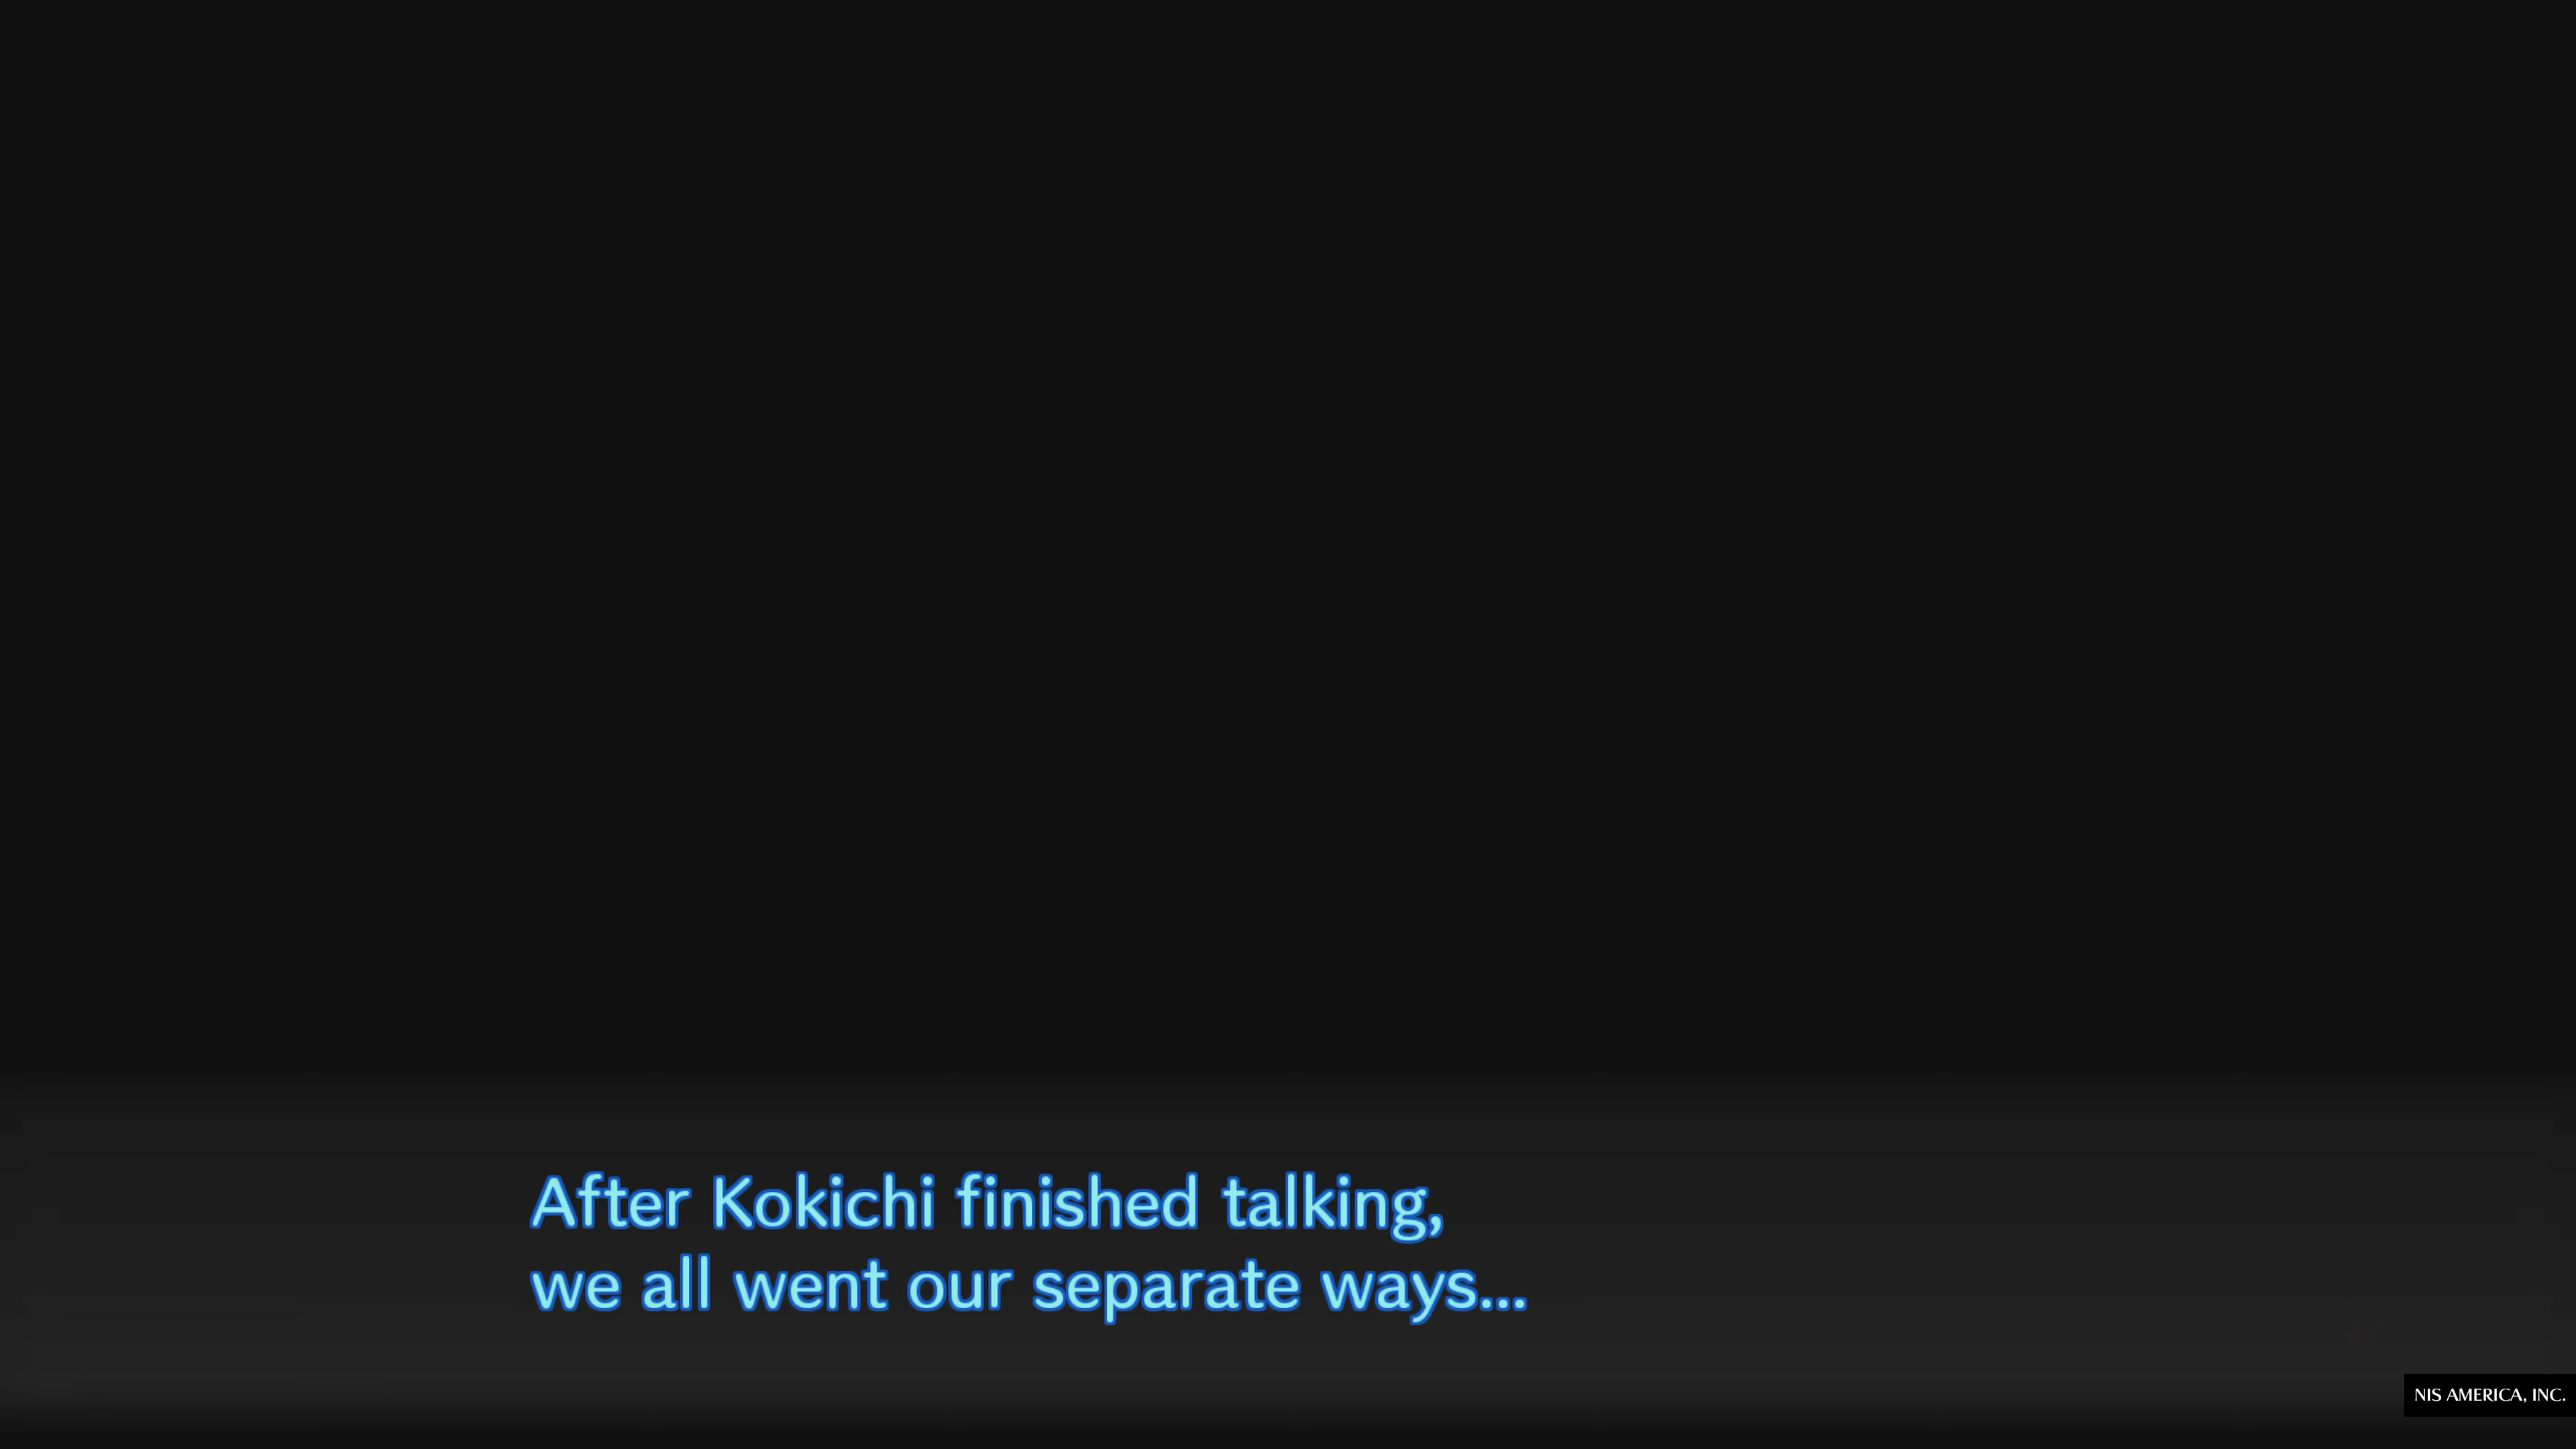 After Kokichi finished talking,
we all went our separate ways...
NIS AMERICA, INC.